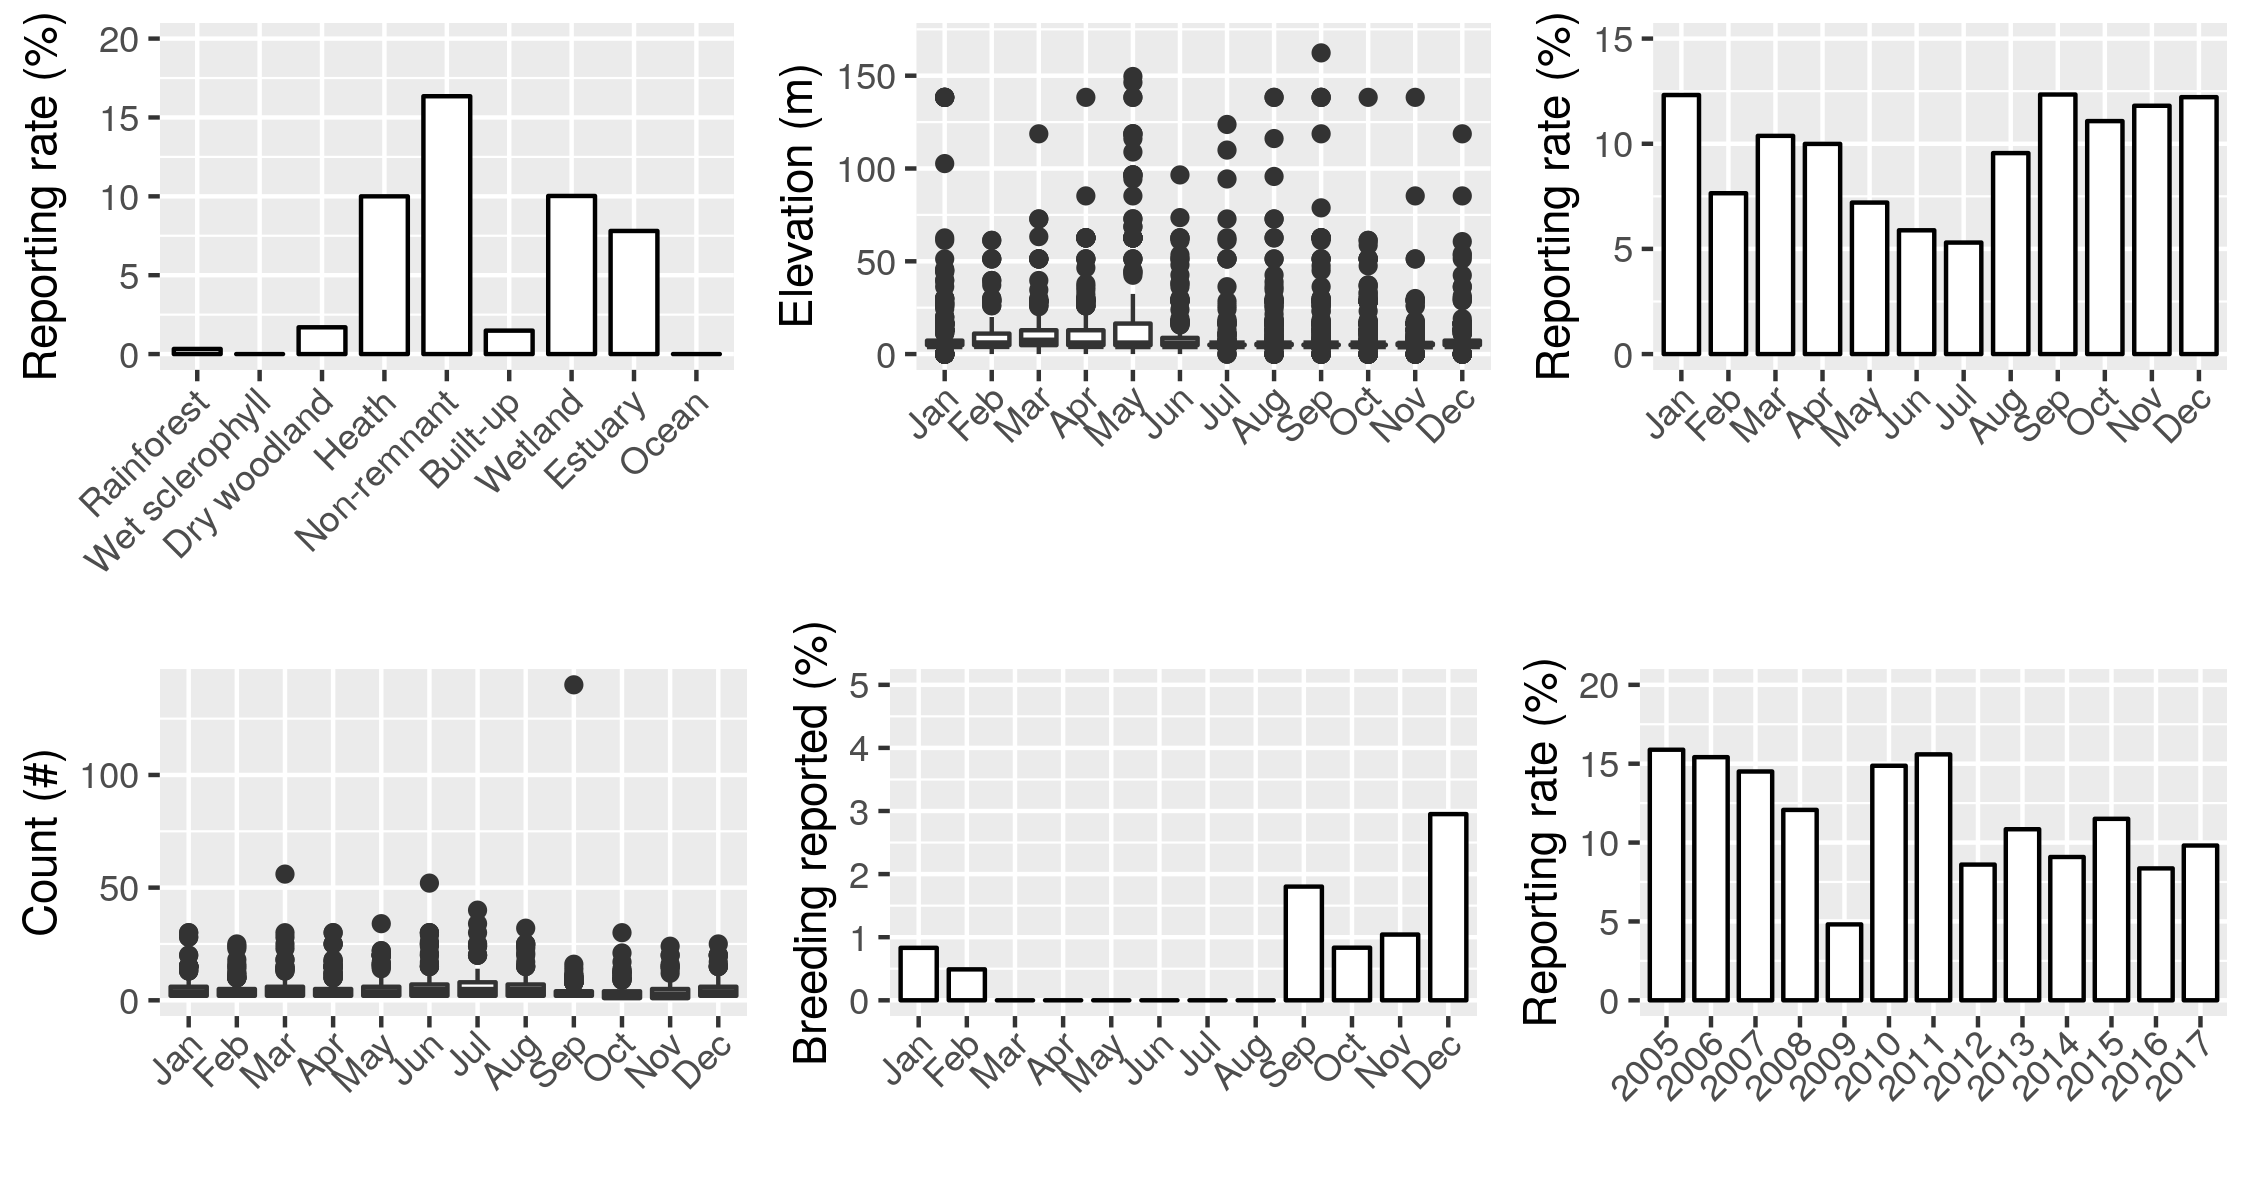 Reporting rate (%)
20
15
10
5
0
Rainforest
Wet sclerophyll
Dry woodland
Heath
Non-remnant
Built-up
Wetland
Estuary
Ocean
Elevation (m)
150
100
50
0
Jan
Feb
Mar
Apr
May
Jun
Jul
Aug
Sep
Oct
Nov
Dec
Reporting rate (%)
15
10
5
0
Jan
Feb
Mar
Apr
May
Jun
Jul
Aug
Sep
Oct
Nov
Dec
Count (#)
100
50
0
Jan
Feb
Mar
Apr
May
Jun
Jul
Aug
Sep
Oct
Nov
Dec
Breeding reported (%)
5
4
3
2
1
0
Jan
Feb
Mar
Apr
May
Jun
Jul
Aug
Sep
Oct
Nov
Dec
Reporting rate (%)
20
15
10
5
0
2005
2006
2007
2008
2009
2010
2011
2012
2013
2014
2015
2016
2017